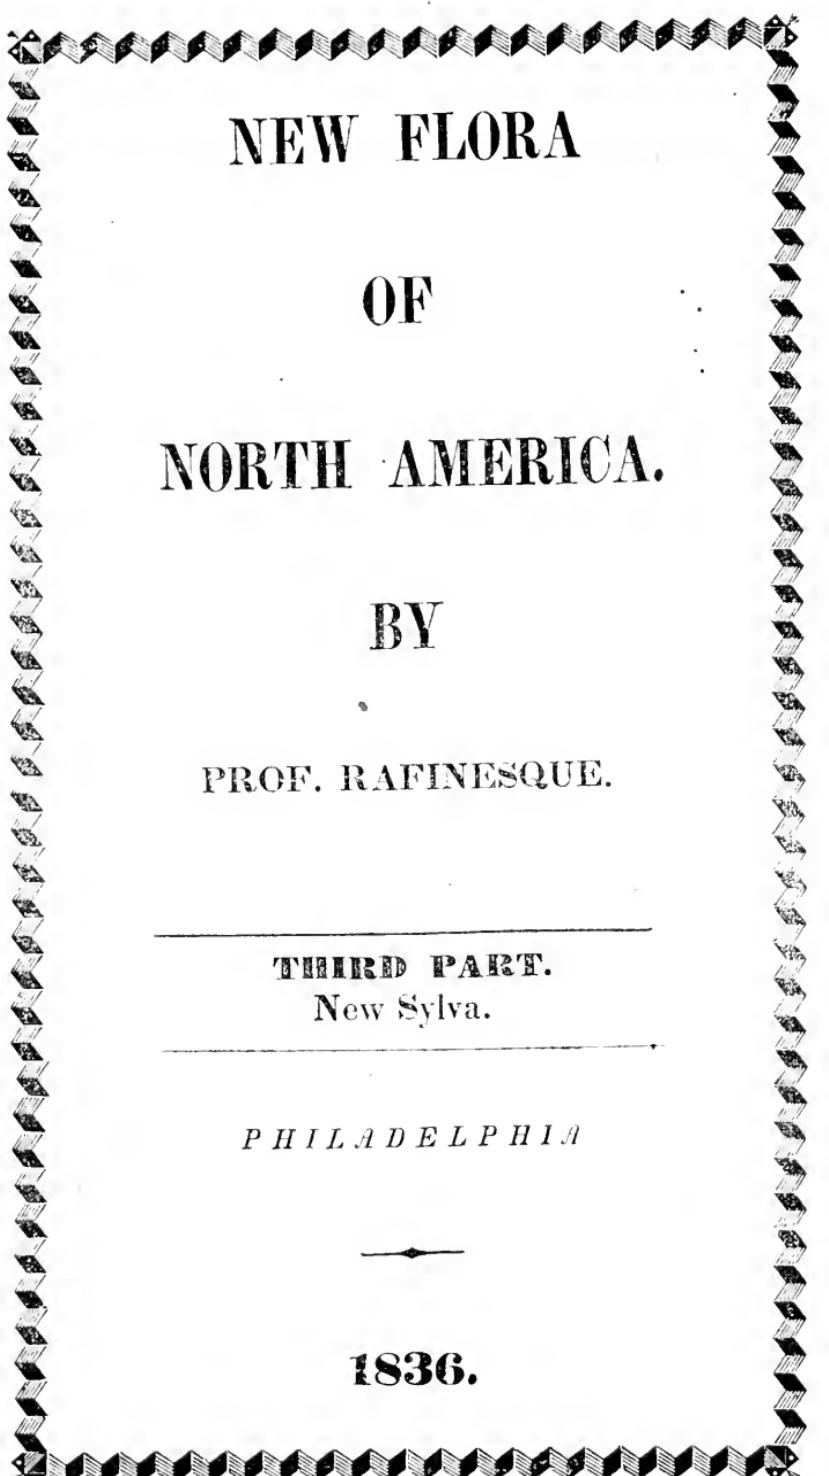 NEW FLORA
OF
NORTH AMERICA.
BY
PROF. RAFINESQUE.
THIRD PART.
New Sylva.
PHILADELPHIA
1836.